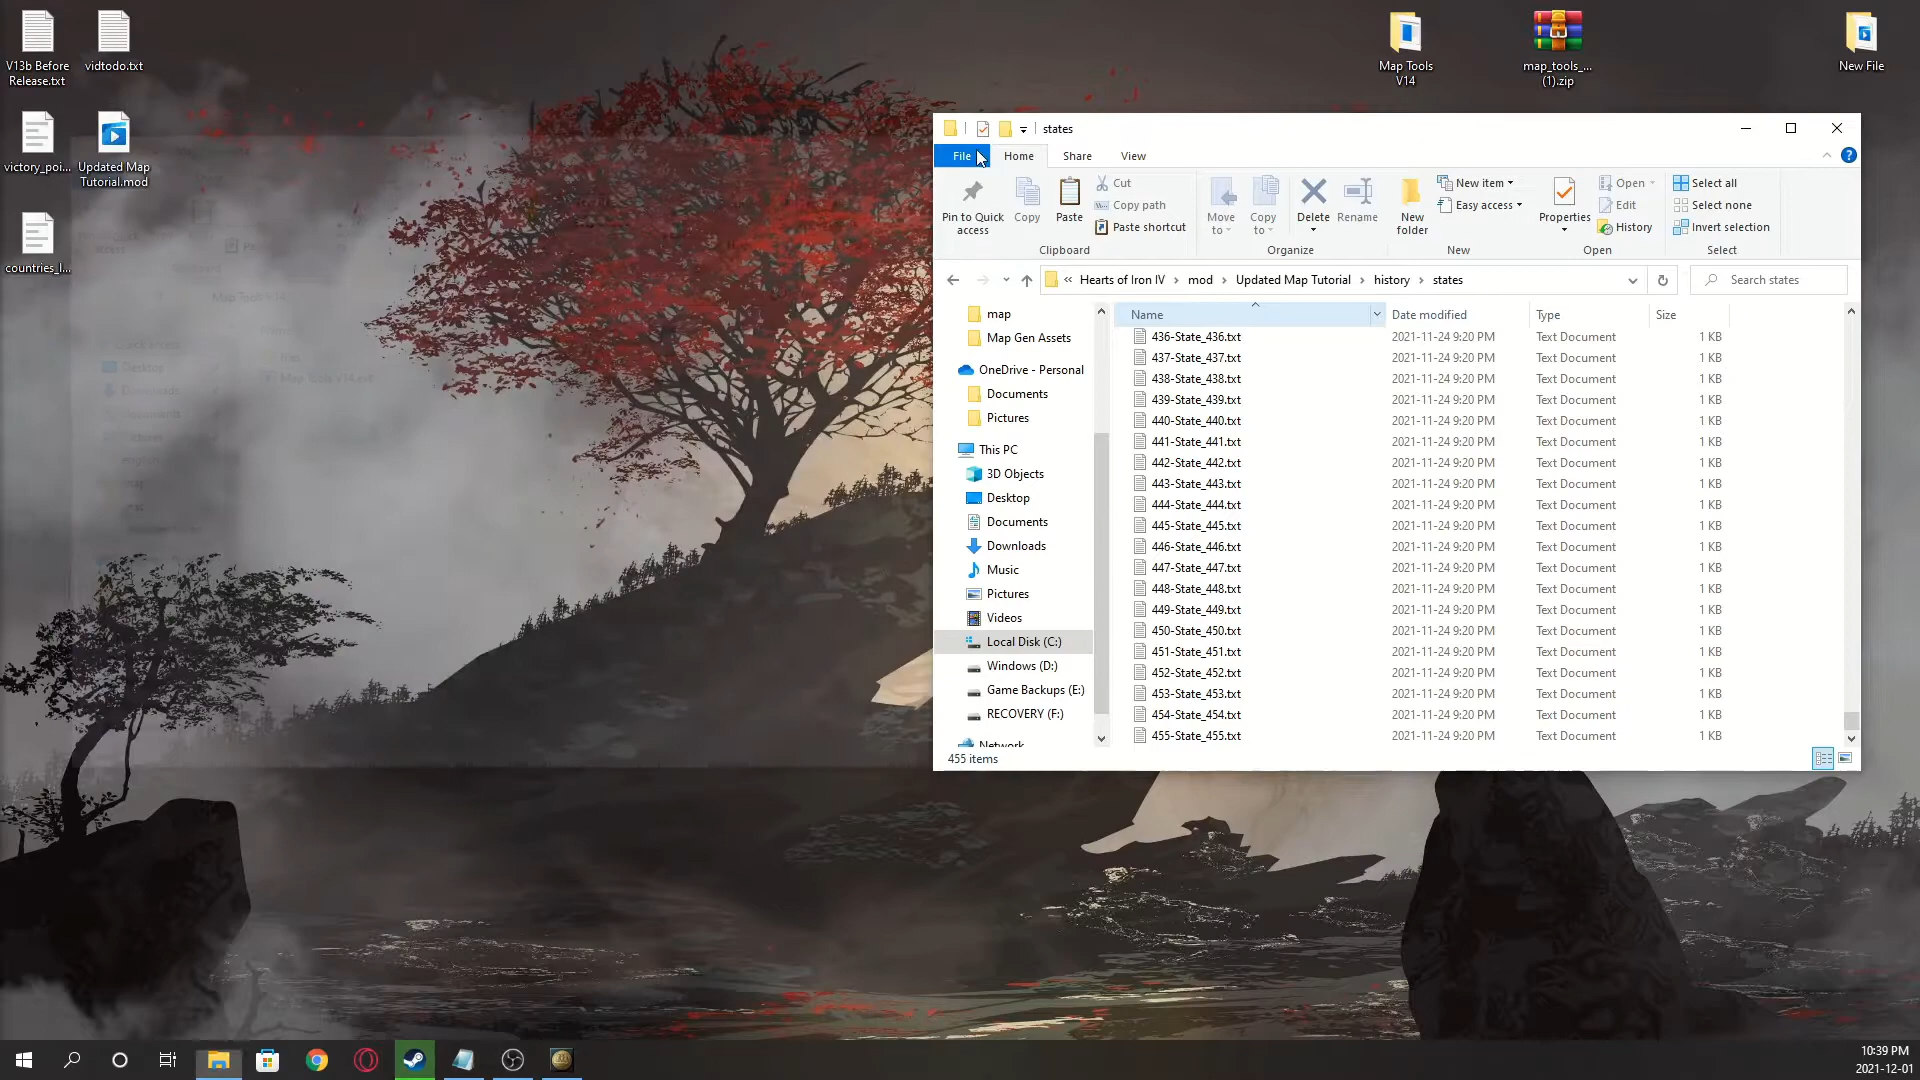 V13b Before
Release.txt
vidtodo.txt
victory_poi...
Updated Map
Tutorial.mod
countries_l...
Map Tools
V14
map_tools_...
(1).zip
New File
states
File
Home
Share
View
Pin to Quick
access
Copy
Paste
Cut
Copy path
Paste shortcut
Clipboard
Move
to
Copy
to
Delete
Rename
Organize
New
folder
New item
Easy access
New
Properties
Open
Edit
History
Open
Select all
Select none
Invert selection
Select
« Hearts of Iron IV > mod > Updated Map Tutorial > history > states
Search states
map
Map Gen Assets
OneDrive - Personal
Documents
Pictures
This PC
3D Objects
Desktop
Documents
Downloads
Music
Pictures
Videos
Local Disk (C:)
Windows (D:)
Game Backups (E:)
RECOVERY (F:)
Network
Name Date modified Type Size
436-State_436.txt 2021-11-24 9:20 PM Text Document 1 KB
437-State_437.txt 2021-11-24 9:20 PM Text Document 1 KB
438-State_438.txt 2021-11-24 9:20 PM Text Document 1 KB
439-State_439.txt 2021-11-24 9:20 PM Text Document 1 KB
440-State_440.txt 2021-11-24 9:20 PM Text Document 1 KB
441-State_441.txt 2021-11-24 9:20 PM Text Document 1 KB
442-State_442.txt 2021-11-24 9:20 PM Text Document 1 KB
443-State_443.txt 2021-11-24 9:20 PM Text Document 1 KB
444-State_444.txt 2021-11-24 9:20 PM Text Document 1 KB
445-State_445.txt 2021-11-24 9:20 PM Text Document 1 KB
446-State_446.txt 2021-11-24 9:20 PM Text Document 1 KB
447-State_447.txt 2021-11-24 9:20 PM Text Document 1 KB
448-State_448.txt 2021-11-24 9:20 PM Text Document 1 KB
449-State_449.txt 2021-11-24 9:20 PM Text Document 1 KB
450-State_450.txt 2021-11-24 9:20 PM Text Document 1 KB
451-State_451.txt 2021-11-24 9:20 PM Text Document 1 KB
452-State_452.txt 2021-11-24 9:20 PM Text Document 1 KB
453-State_453.txt 2021-11-24 9:20 PM Text Document 1 KB
454-State_454.txt 2021-11-24 9:20 PM Text Document 1 KB
455-State_455.txt 2021-11-24 9:20 PM Text Document 1 KB
455 items
Map Tools V14
Desktop
Downloads
Map Tools V14.exe
10:39 PM
2021-12-01